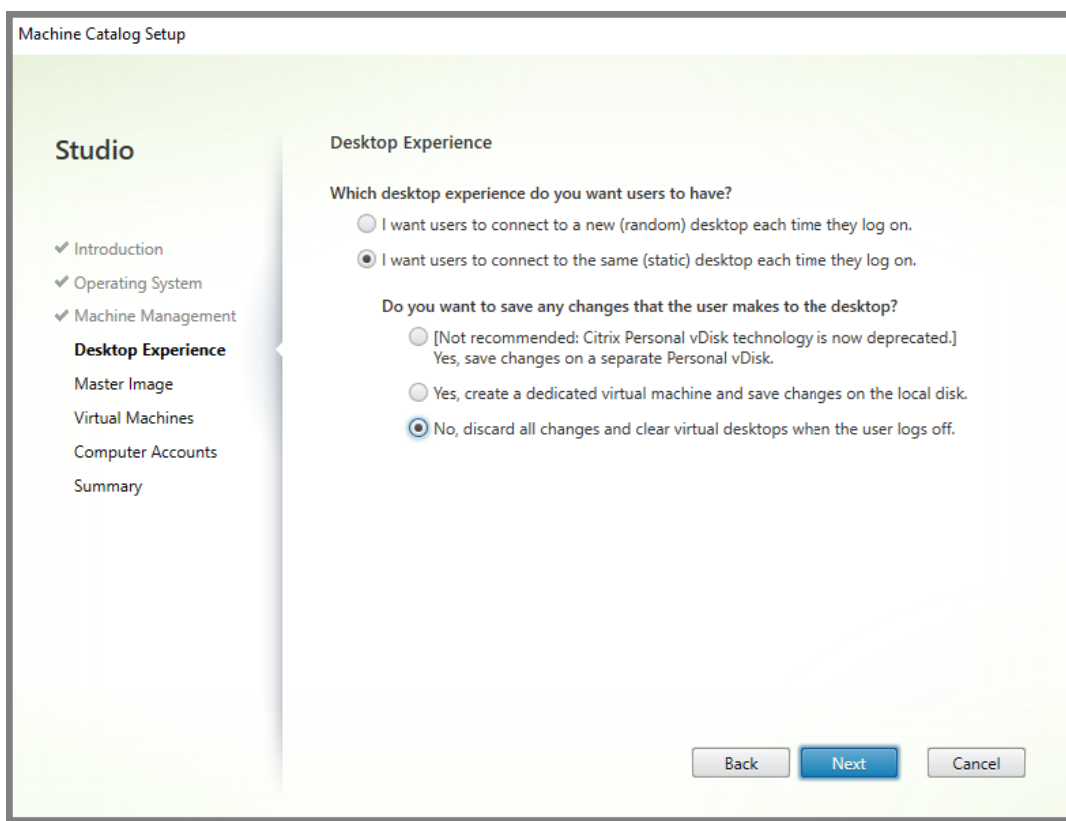 Machine Catalog Setup
Studio
Introduction
Operating System
Machine Management
Desktop Experience
Master Image
Virtual Machines
Computer Accounts
Summary
Desktop Experience
Which desktop experience do you want users to have?
I want users to connect to a new (random) desktop each time they log on.
I want users to connect to the same (static) desktop each time they log on.
Do you want to save any changes that the user makes to the desktop?
[Not recommended: Citrix Personal vDisk technology is now deprecated.]
Yes, save changes on a separate Personal vDisk.
Yes, create a dedicated virtual machine and save changes on the local disk.
No, discard all changes and clear virtual desktops when the user logs off.
Back
Next
Cancel